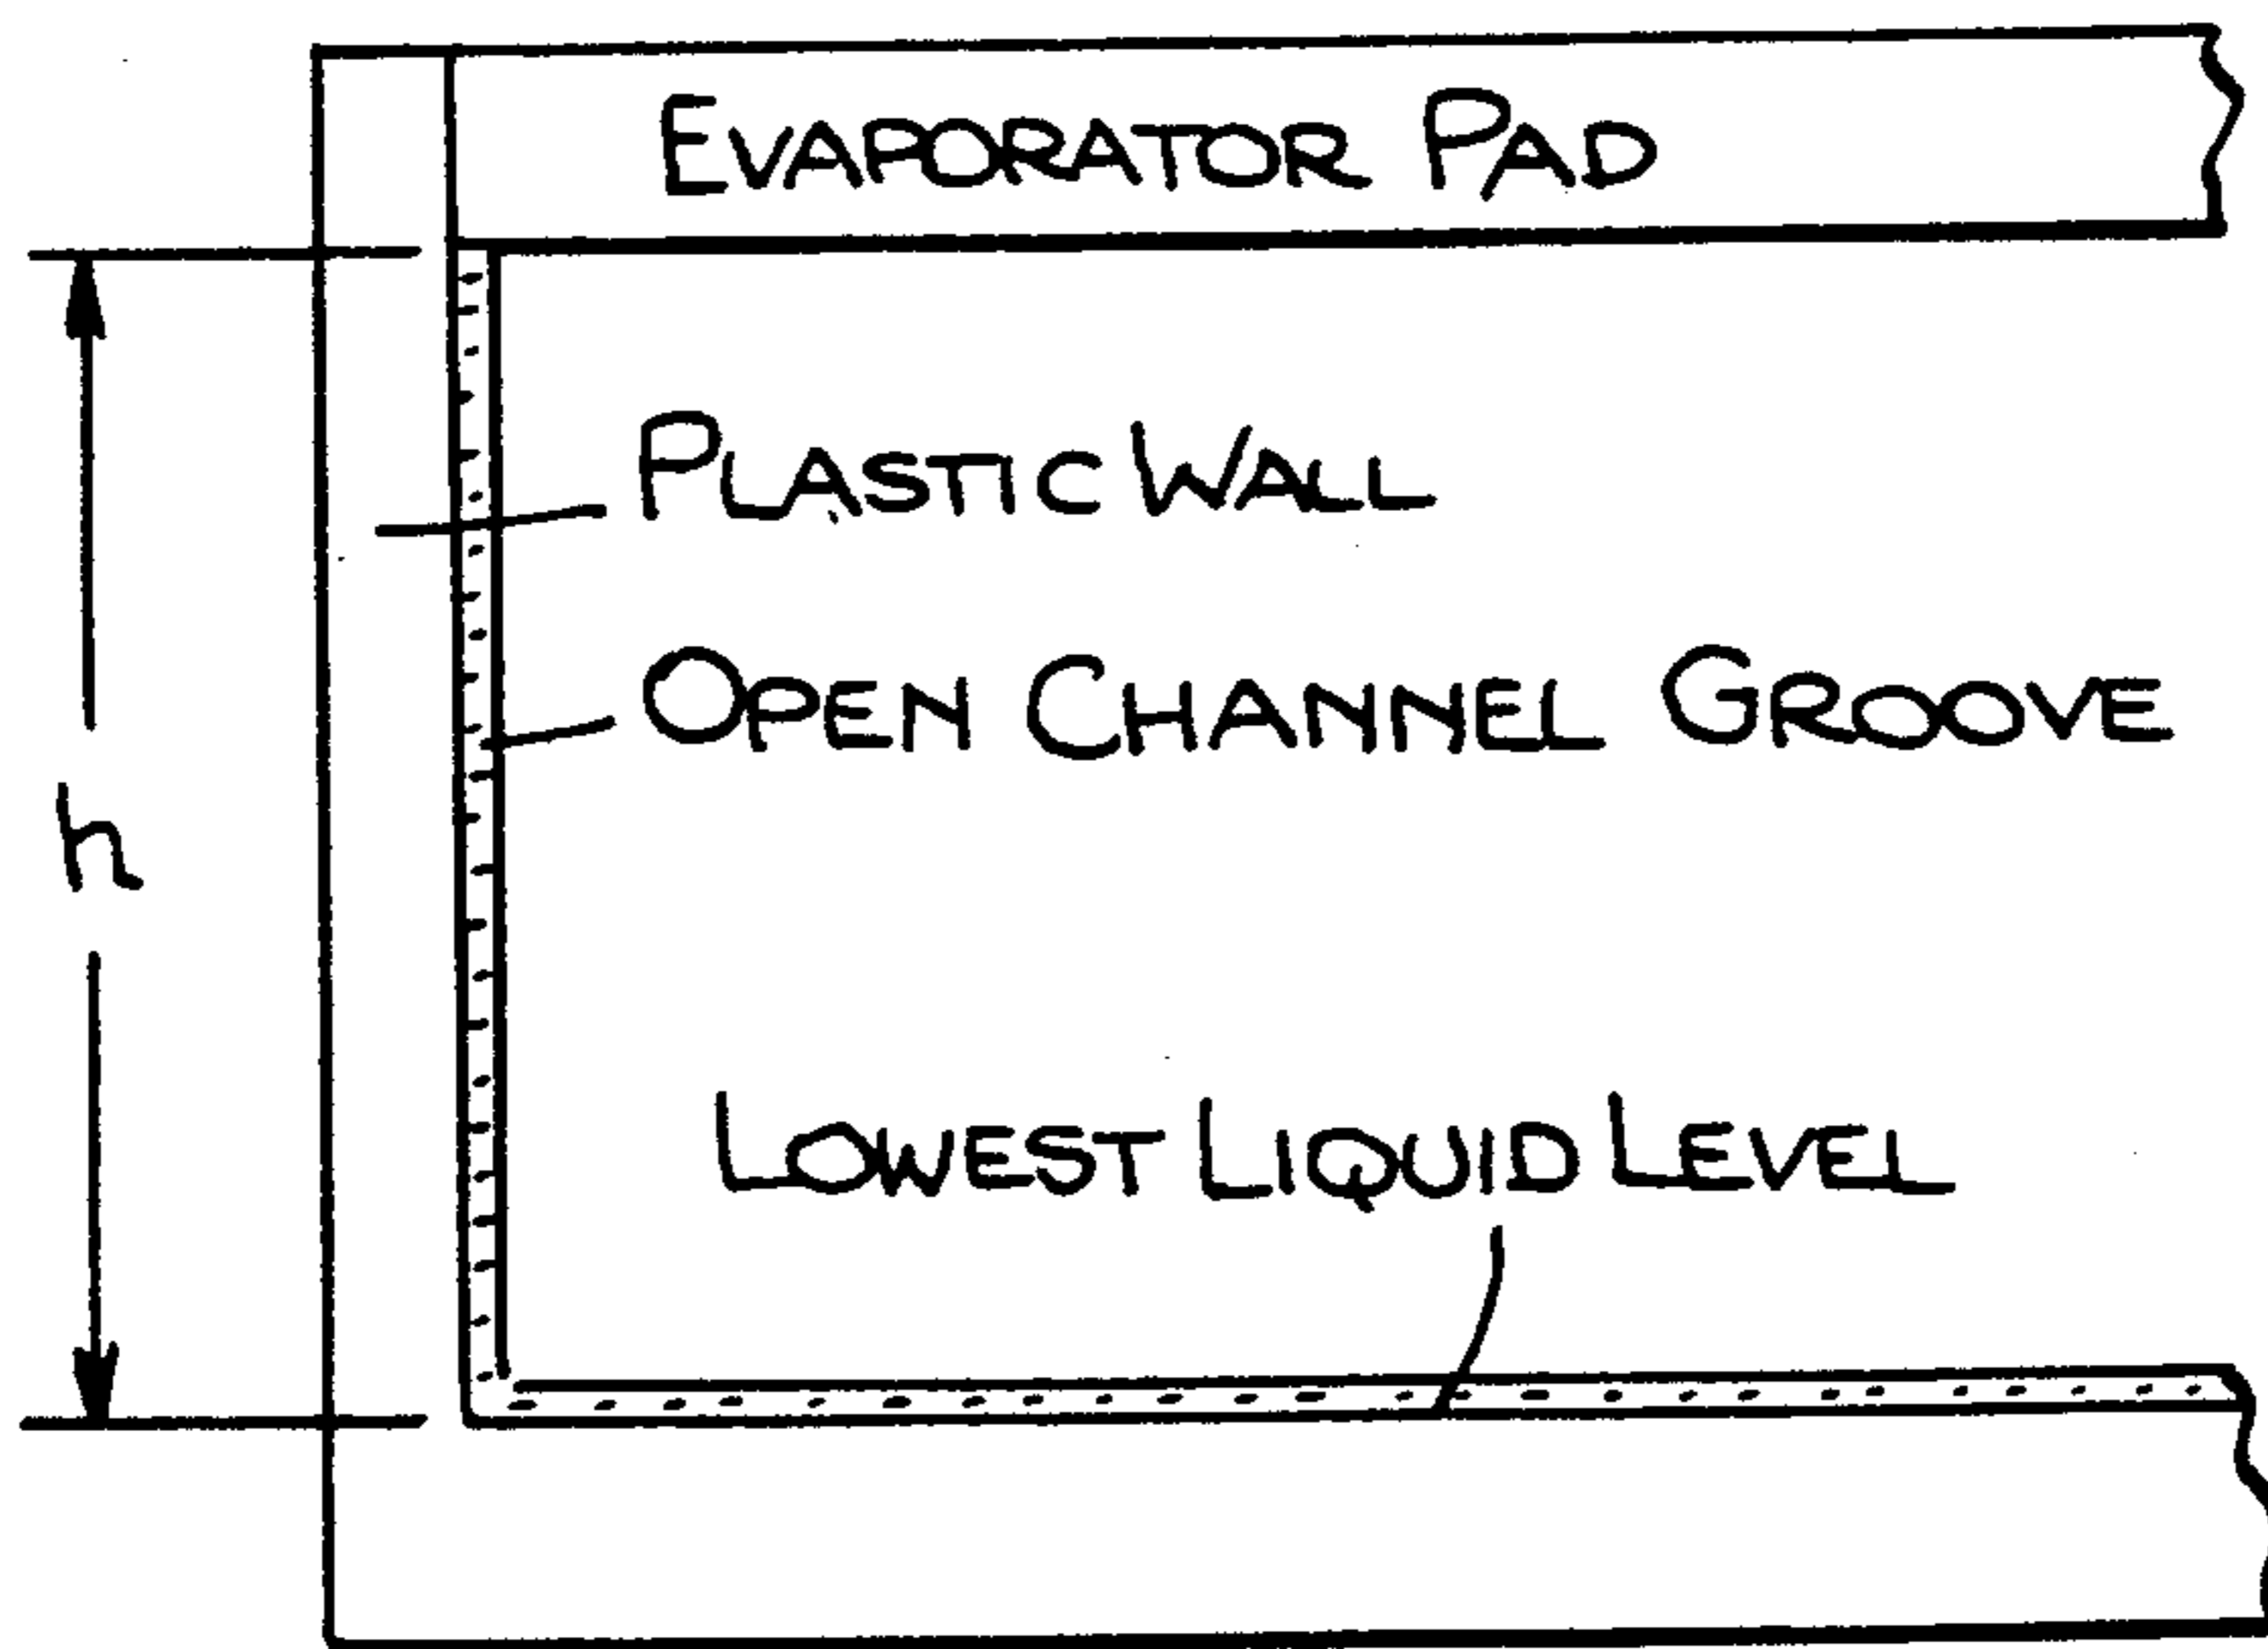 EVAPORATOR PAD
PLASTIC WALL
OPEN CHANNEL GROOVE
h
LOWEST LIQUID LEVEL